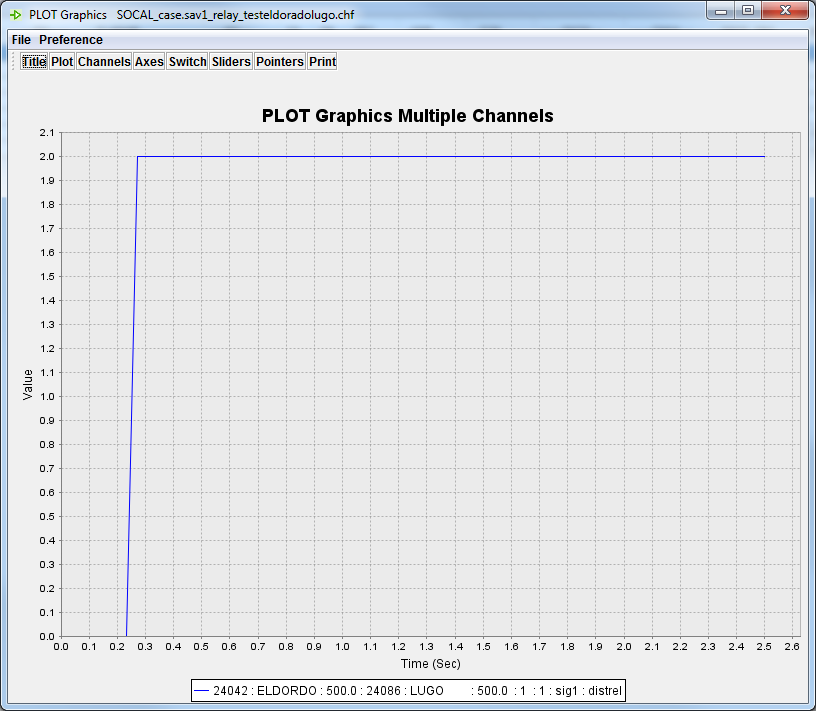 PLOT Graphics SOCAL_case.sav1_relay_testeldoradolugo.chf
File Preference
Title Plot Channels Axes Switch Sliders Pointers Print
PLOT Graphics Multiple Channels
2.1
2.0
1.9
1.8
1.7
1.6
1.5
1.4
1.3
1.2
1.1
1.0
0.9
0.8
0.7
0.6
0.5
0.4
0.3
0.2
0.1
0.0
Value
0.0 0.1 0.2 0.3 0.4 0.5 0.6 0.7 0.8 0.9 1.0 1.1 1.2 1.3 1.4 1.5 1.6 1.7 1.8 1.9 2.0 2.1 2.2 2.3 2.4 2.5 2.6
Time (Sec)
24042 : ELDORDO : 500.0 : 24086 : LUGO : 500.0 : 1 : 1 : sig1 : distrel